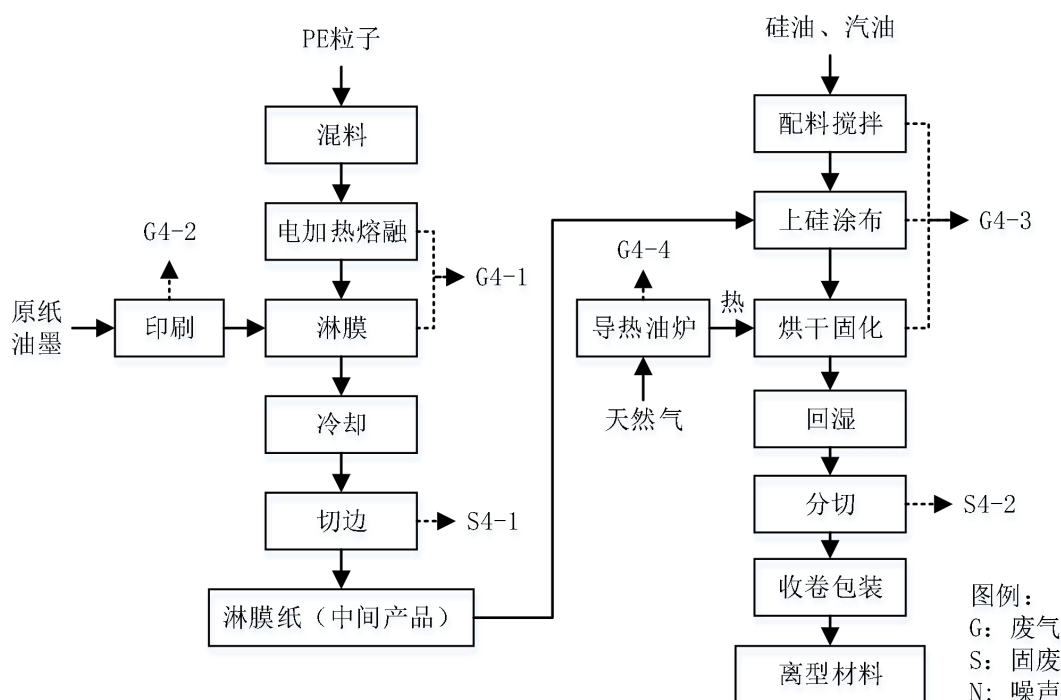 PE粒子
混料
电加热熔融
G4-1
G4-2
原纸
油墨
印刷
淋膜
冷却
切边
S4-1
淋膜纸（中间产品）
硅油、汽油
配料搅拌
上硅涂布
G4-3
G4-4
导热油炉
热
烘干固化
天然气
回湿
分切
S4-2
收卷包装
离型材料
图例：
G：废气
S：固废
N：噪声